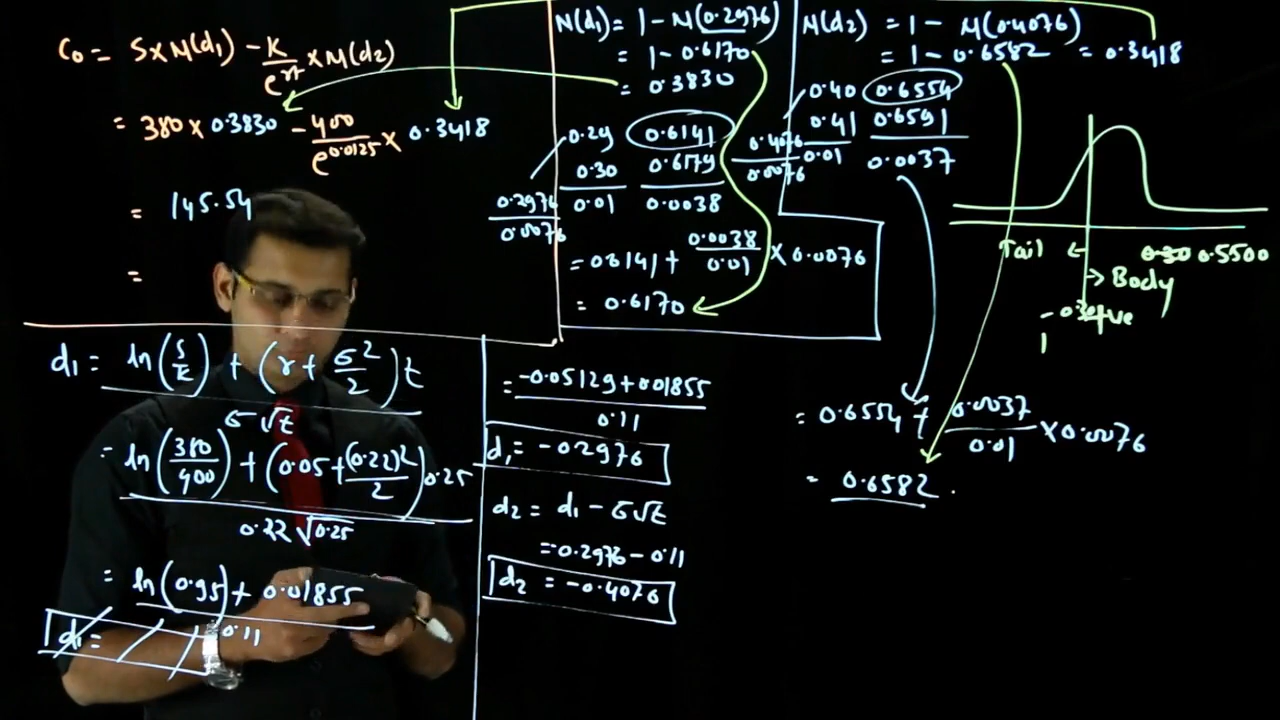 C₀ = S×N(d₁) - K/e^rt × N(d₂)
= 380 × 0.3830 - 400/e^0.0125 × 0.3418
= 145.54
=
N(d₁) = 1 - N(0.2976)
= 1 - 0.6170
= 0.3830
0.29 0.6141
0.30 0.6179
0.01 0.0038
0.2976
0.0076
= 0.6141 + 0.0038/0.01 × 0.0076
= 0.6170
N(d₂) = 1 - N(0.4076)
= 1 - 0.6582 = 0.3418
0.40 0.6554
0.41 0.6591
0.01 0.0037
0.4076
0.0076
Tail
Body
0.30 0.5500
= 0.6554 + 0.0037/0.01 × 0.0076
= 0.6582
d₁ = ln(S/K) + (r + σ²/2)t
σ√t
= ln(380/400) + (0.05 + (0.22)²/2)0.25
0.22√0.25
= ln(0.95) + 0.01855
0.11
d₁ =
= -0.05129 + 0.01855
0.11
d₁ = -0.2976
d₂ = d₁ - σ√t
= -0.2976 - 0.11
d₂ = -0.4076